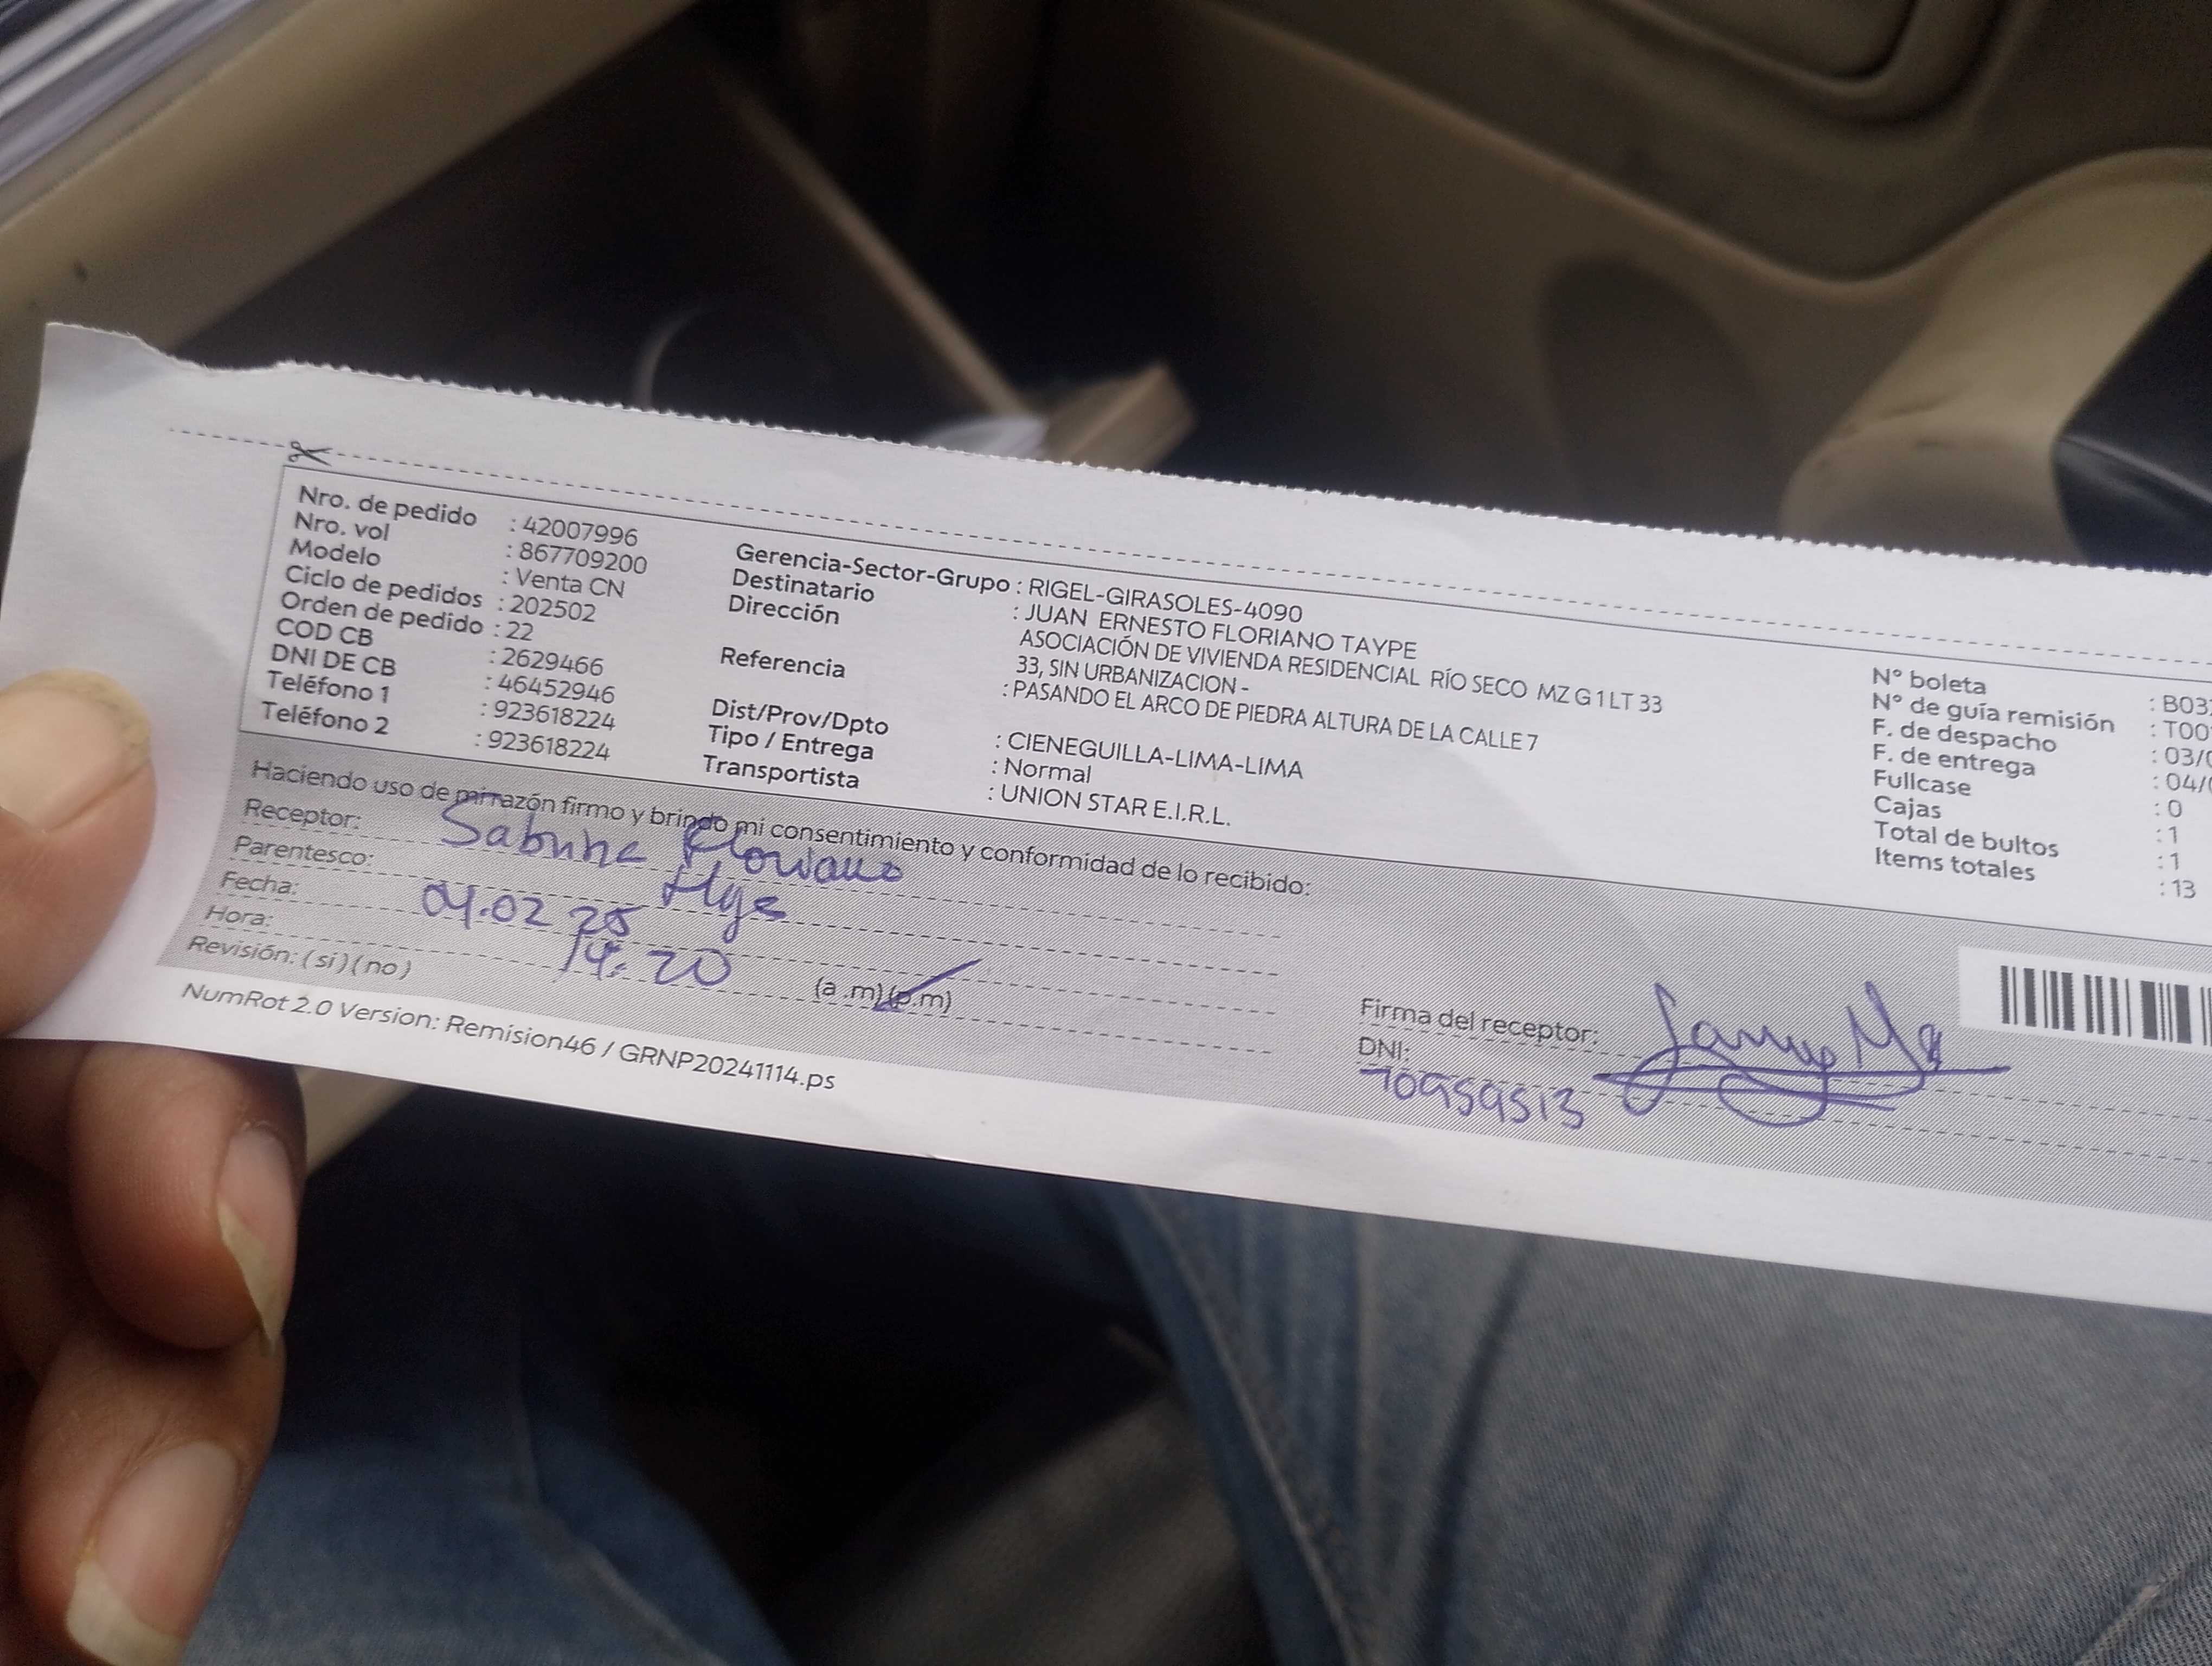 Nro. de pedido : 42007996
Nro. vol : 867709200
Modelo : Venta CN
Ciclo de pedidos : 202502
Orden de pedido : 22
COD CB : 2629466
DNI DE CB : 46452946
Teléfono 1 : 923618224
Teléfono 2 : 923618224
Gerencia-Sector-Grupo : RIGEL-GIRASOLES-4090
Destinatario : JUAN ERNESTO FLORIANO TAYPE
Dirección ASOCIACIÓN DE VIVIENDA RESIDENCIAL RÍO SECO MZ G 1 LT 33
33, SIN URBANIZACION -
Referencia : PASANDO EL ARCO DE PIEDRA ALTURA DE LA CALLE 7
Dist/Prov/Dpto : CIENEGUILLA-LIMA-LIMA
Tipo / Entrega : Normal
Transportista : UNION STAR E.I.R.L.
N° boleta : B03
N° de guía remisión : T00
F. de despacho : 03/
F. de entrega : 04/
Fullcase : 0
Cajas : 1
Total de bultos : 1
Items totales : 13
Haciendo uso de mi razón firmo y brindo mi consentimiento y conformidad de lo recibido:
Receptor: Floriano
Parentesco:
Fecha: 04.02 25
Hora: 14:20 (a .m)(p.m)
Revisión: (si)(no)
Firma del receptor:
DNI: 70959513
NumRot 2.0 Version: Remision46 / GRNP20241114.ps